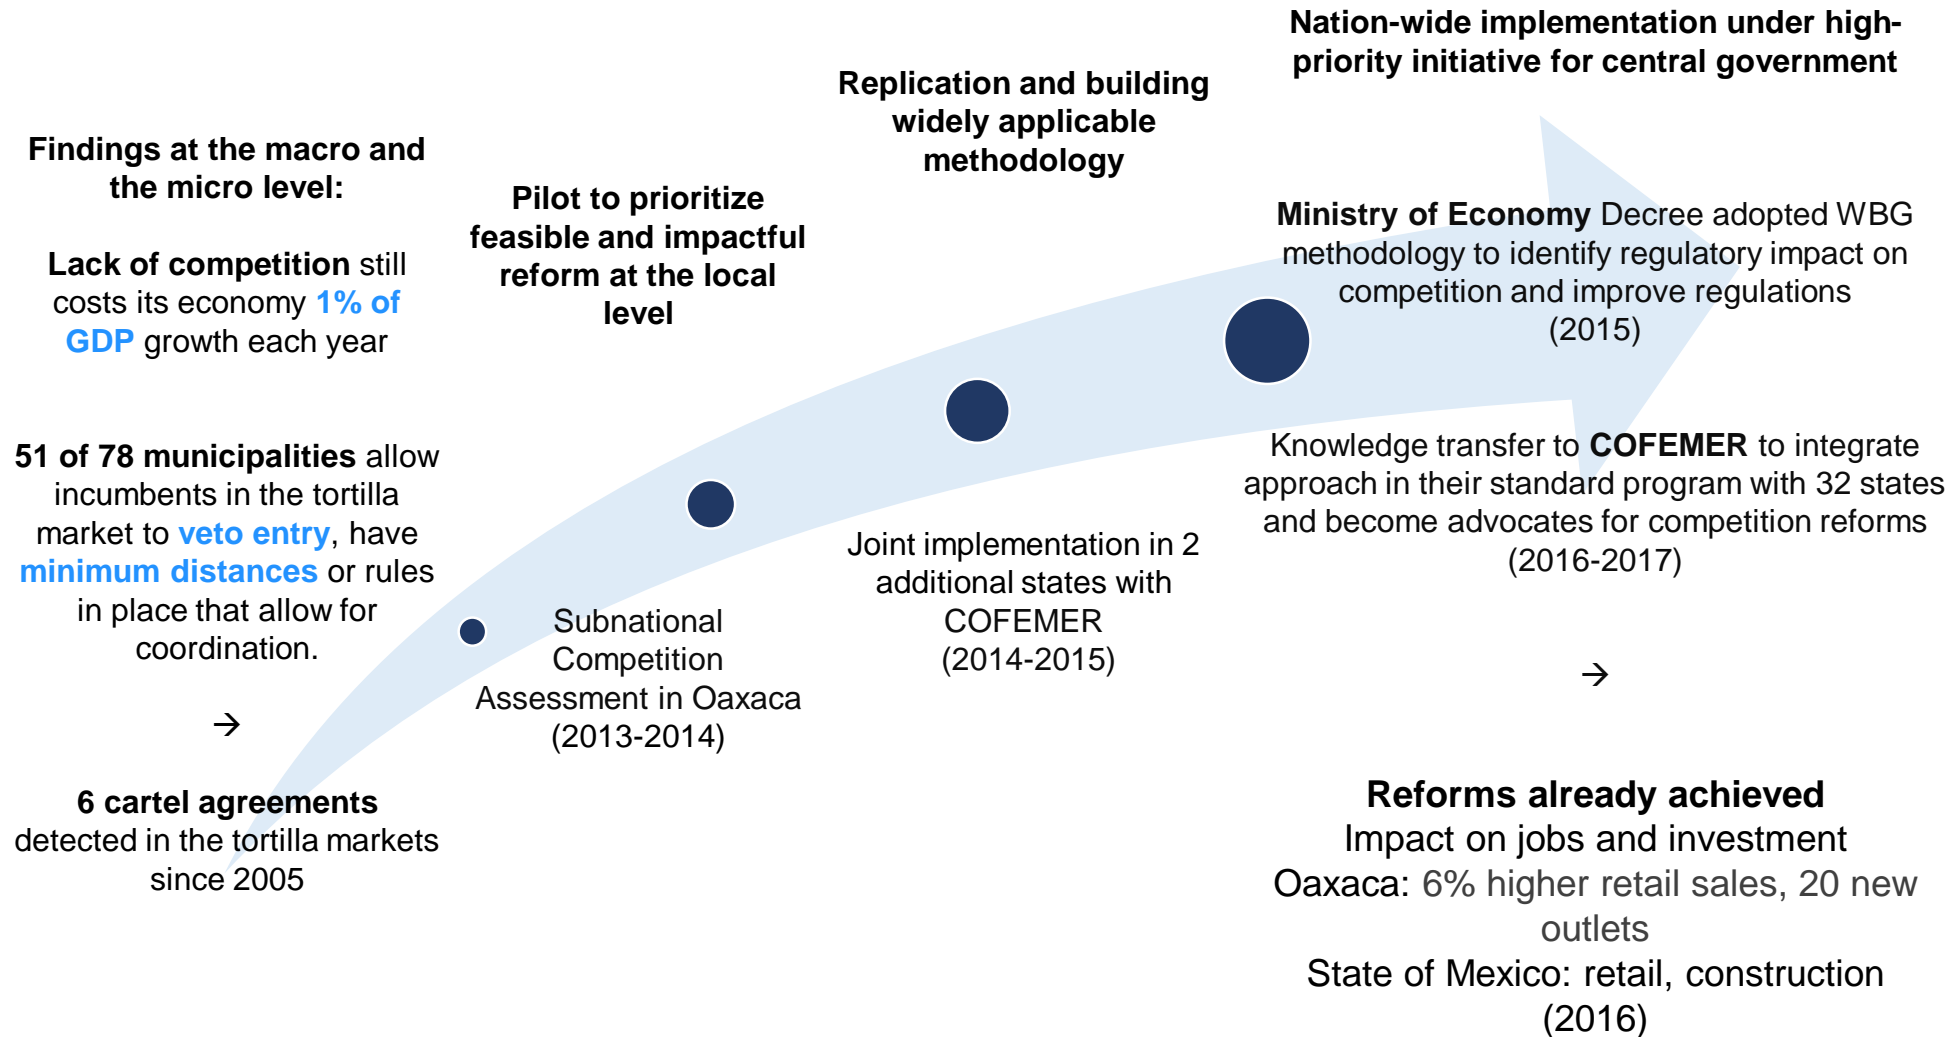 Findings at the macro and
the micro level:
Lack of competition still
costs its economy 1% of
GDP growth each year
51 of 78 municipalities allow
incumbents in the tortilla
market to veto entry, have
minimum distances or rules
in place that allow for
coordination.
→
6 cartel agreements
detected in the tortilla markets
since 2005
Pilot to prioritize
feasible and impactful
reform at the local
level
Subnational
Competition
Assessment in Oaxaca
(2013-2014)
Replication and building
widely applicable
methodology
Joint implementation in 2
additional states with
COFEMER
(2014-2015)
Nation-wide implementation under high-
priority initiative for central government
Ministry of Economy Decree adopted WBG
methodology to identify regulatory impact on
competition and improve regulations
(2015)
Knowledge transfer to COFEMER to integrate
approach in their standard program with 32 states
and become advocates for competition reforms
(2016-2017)
→
Reforms already achieved
Impact on jobs and investment
Oaxaca: 6% higher retail sales, 20 new
outlets
State of Mexico: retail, construction
(2016)